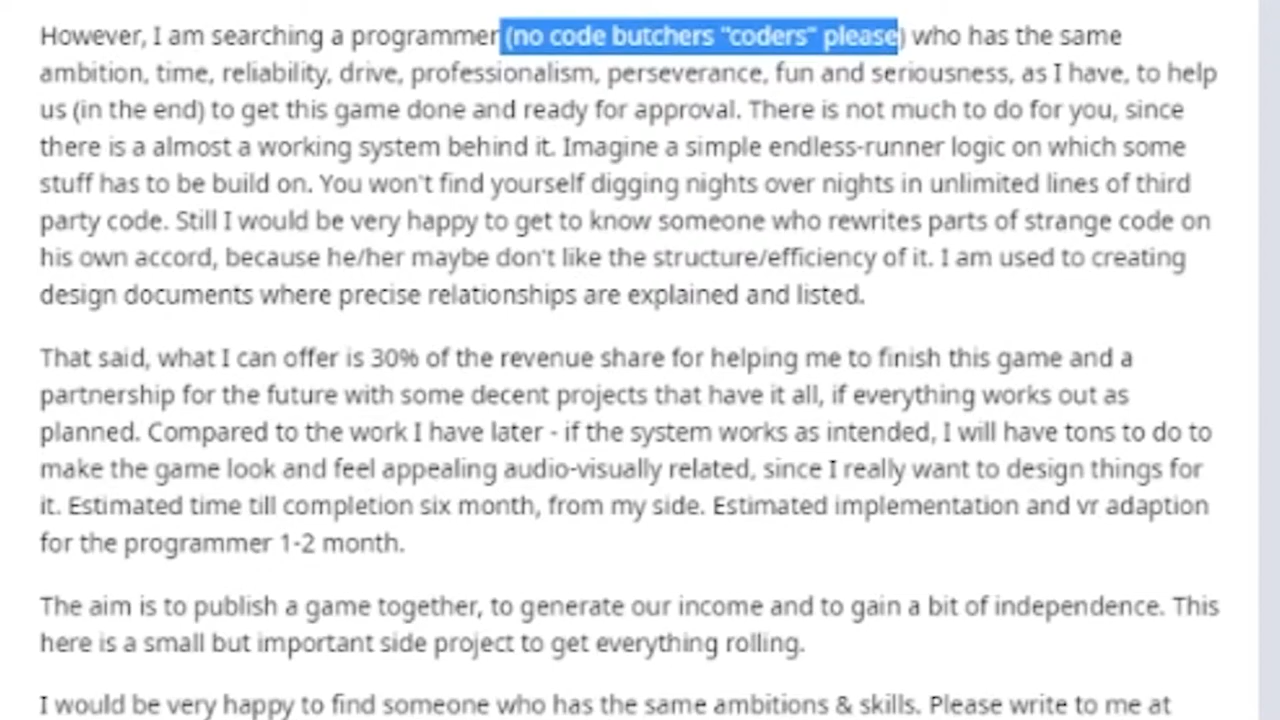 However, I am searching a programmer (no code butchers "coders" please) who has the same
ambition, time, reliability, drive, professionalism, perseverance, fun and seriousness, as I have, to help
us (in the end) to get this game done and ready for approval. There is not much to do for you, since
there is a almost a working system behind it. Imagine a simple endless-runner logic on which some
stuff has to be build on. You won't find yourself digging nights over nights in unlimited lines of third
party code. Still I would be very happy to get to know someone who rewrites parts of strange code on
his own accord, because he/her maybe don't like the structure/efficiency of it. I am used to creating
design documents where precise relationships are explained and listed.
That said, what I can offer is 30% of the revenue share for helping me to finish this game and a
partnership for the future with some decent projects that have it all, if everything works out as
planned. Compared to the work I have later - if the system works as intended, I will have tons to do to
make the game look and feel appealing audio-visually related, since I really want to design things for
it. Estimated time till completion six month, from my side. Estimated implementation and vr adaption
for the programmer 1-2 month.
The aim is to publish a game together, to generate our income and to gain a bit of independence. This
here is a small but important side project to get everything rolling.
I would be very happy to find someone who has the same ambitions & skills. Please write to me at